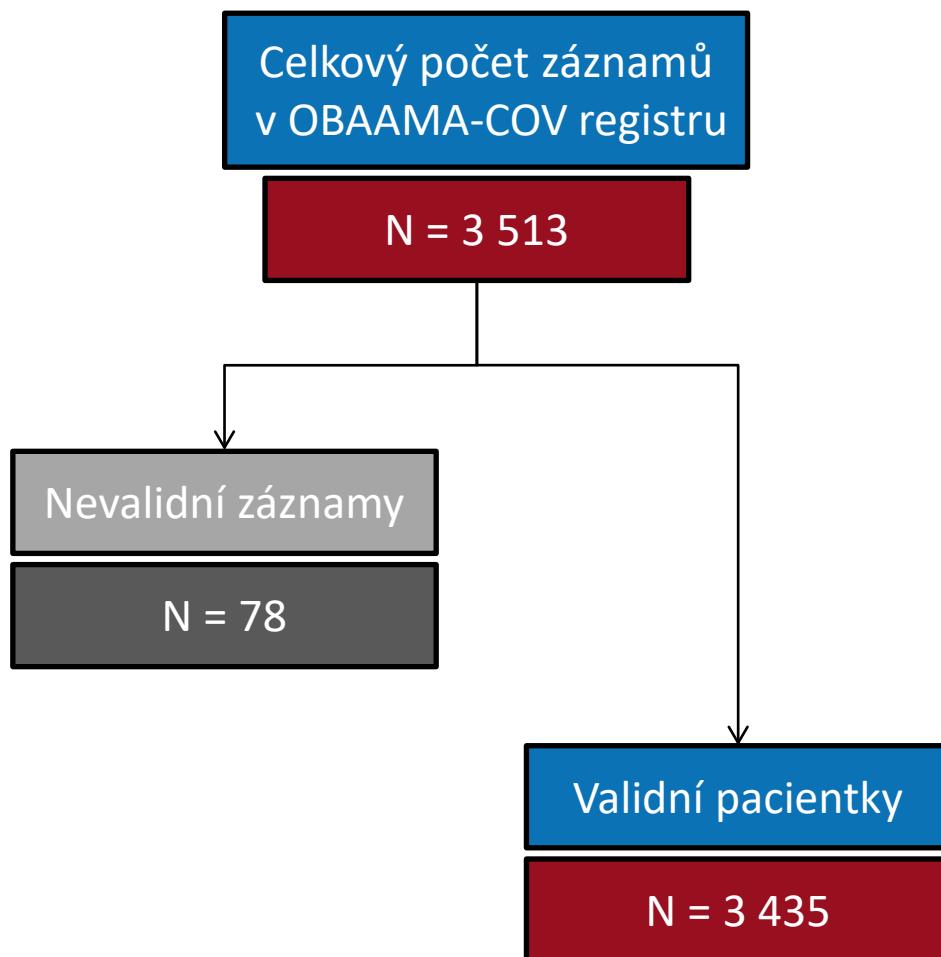 Celkový počet záznamů
v OBAAMA-COV registru
N = 3 513
Nevalidní záznamy
N = 78
Validní pacientky
N = 3 435